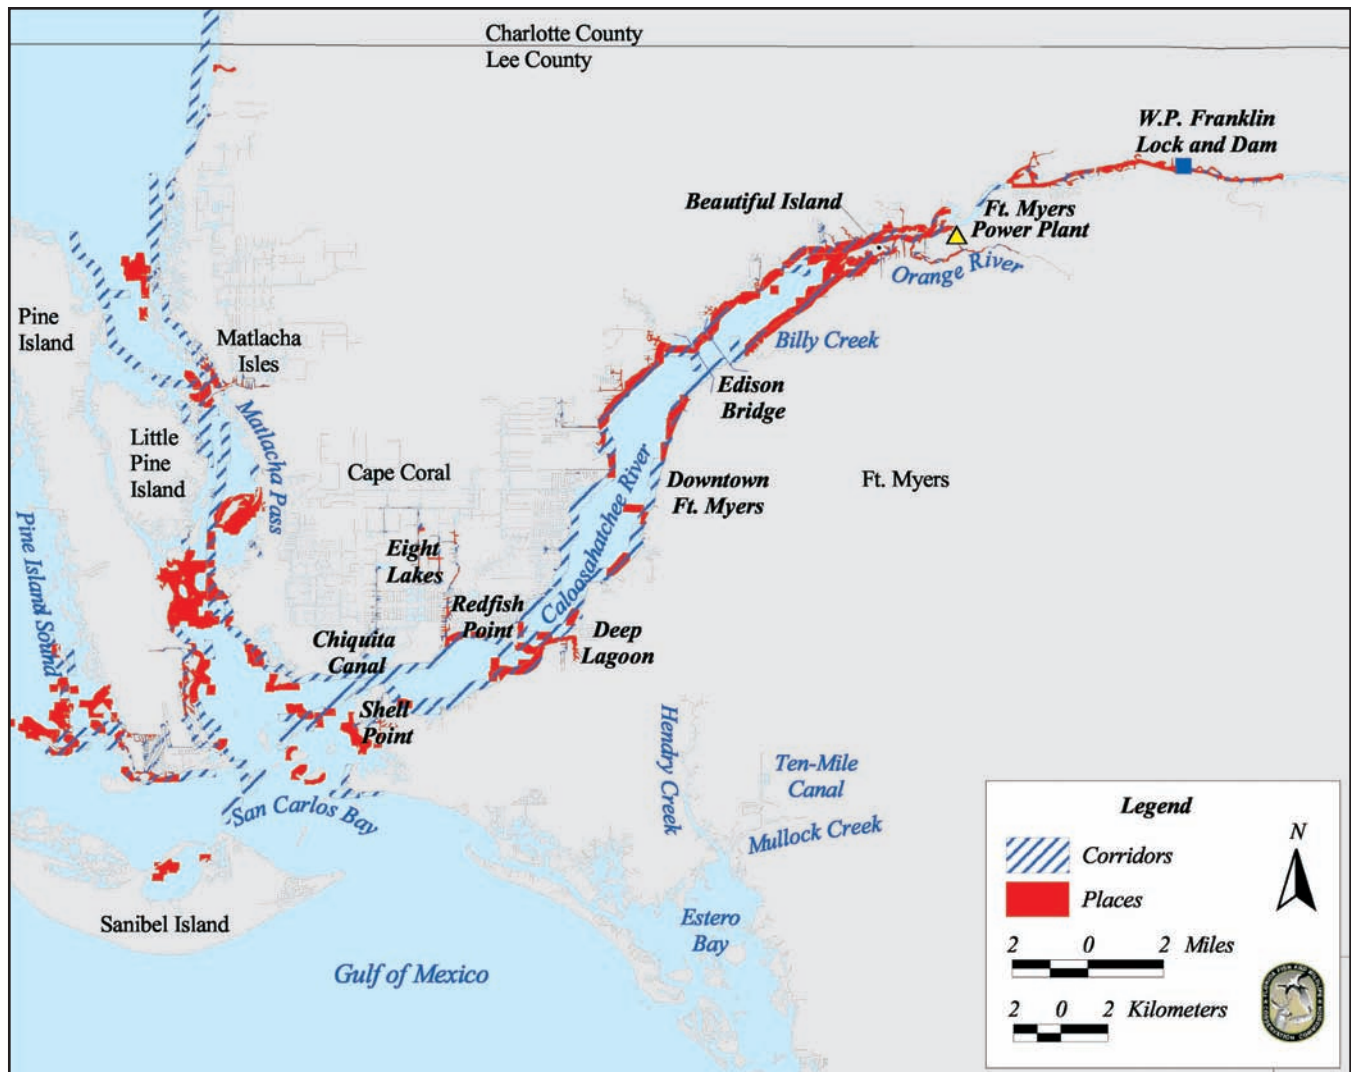 Charlotte County
Lee County
W.P. Franklin
Lock and Dam
Beautiful Island
Ft. Myers
Power Plant
Orange River
Pine
Island
Matlacha
Isles
Billy Creek
Edison
Bridge
Matlacha Pass
Little
Pine
Island
Cape Coral
Caloosahatchee River
Downtown
Ft. Myers
Ft. Myers
Pine Island Sound
Eight
Lakes
Redfish
Point
Deep
Lagoon
Chiquita
Canal
Shell
Point
Hendry Creek
Ten-Mile
Canal
Mullock Creek
San Carlos Bay
Sanibel Island
Estero
Bay
Gulf of Mexico
Legend
Corridors
Places
N
2 0 2 Miles
2 0 2 Kilometers